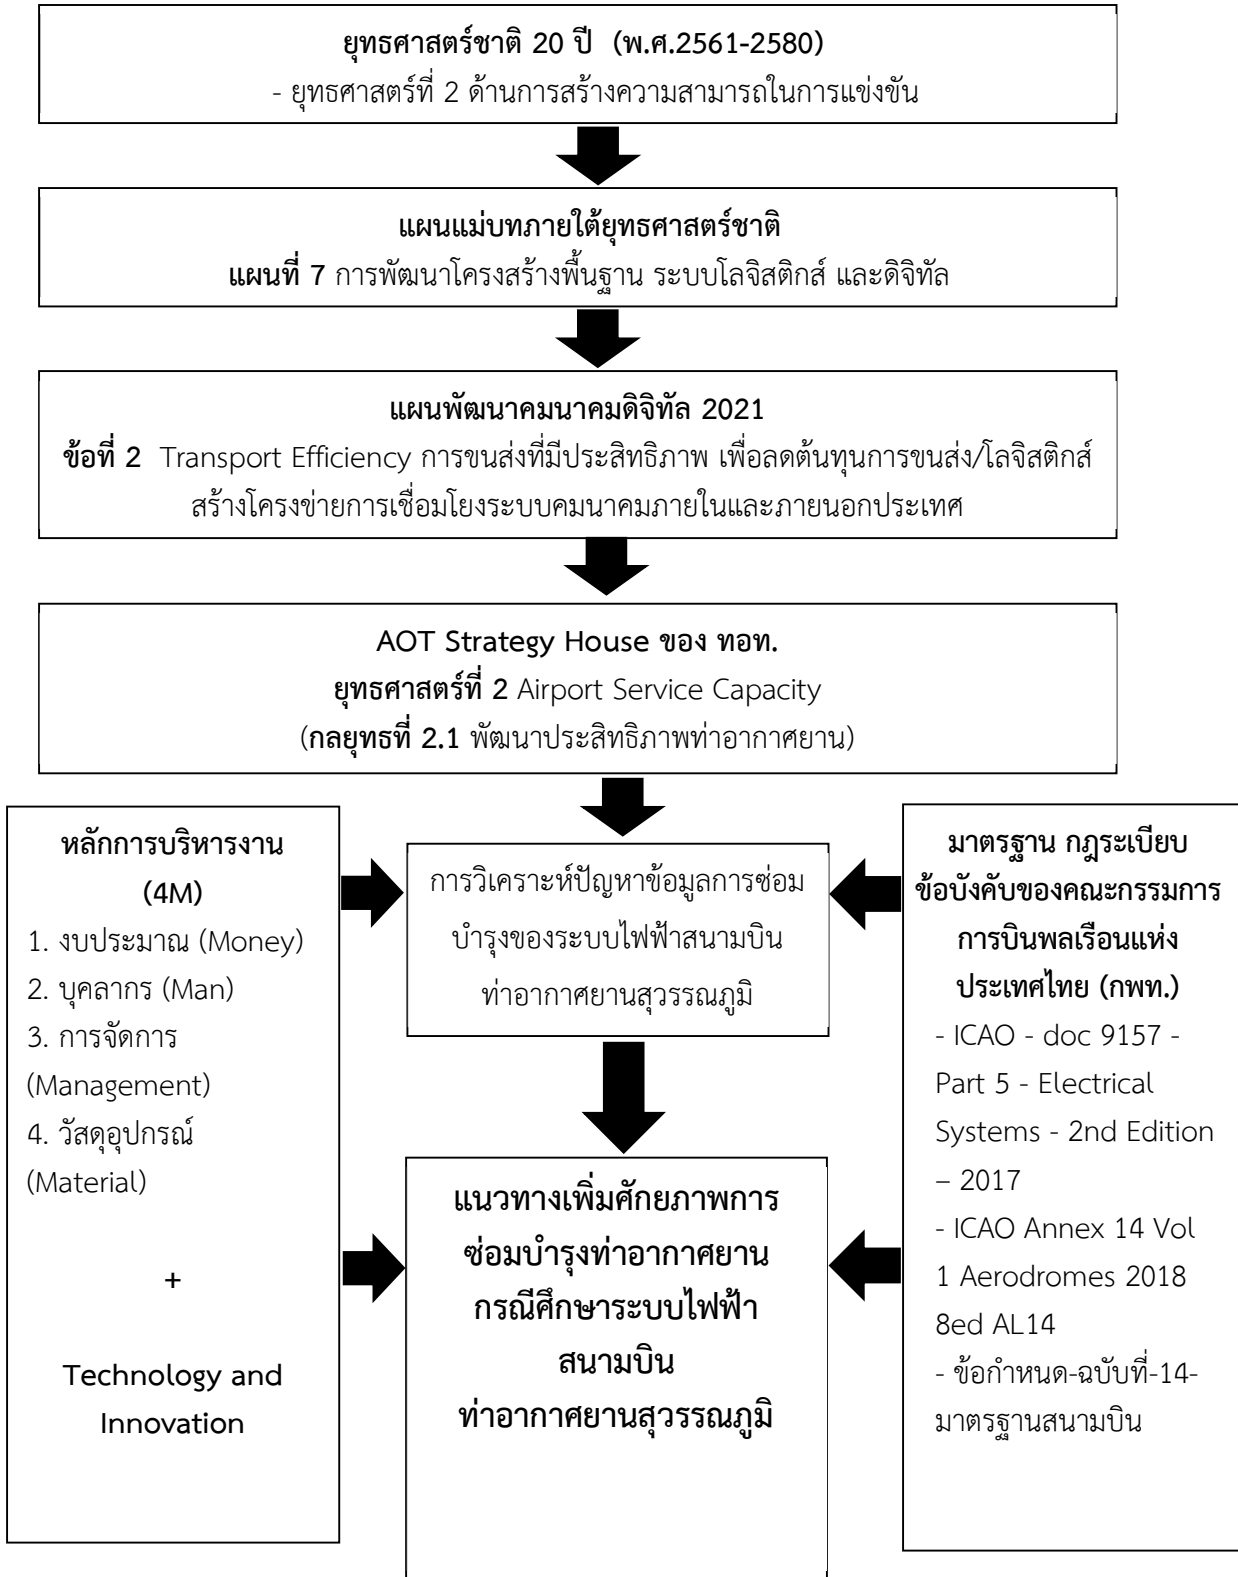 ยุทธศาสตร์ชาติ 20 ปี (พ.ศ.2561-2580)
- ยุทธศาสตร์ที่ 2 ด้านการสร้างความสามารถในการแข่งขัน
แผนแม่บทภายใต้ยุทธศาสตร์ชาติ
แผนที่ 7 การพัฒนาโครงสร้างพื้นฐาน ระบบโลจิสติกส์ และดิจิทัล
แผนพัฒนาคมนาคมดิจิทัล 2021
ข้อที่ 2 Transport Efficiency การขนส่งที่มีประสิทธิภาพ เพื่อลดต้นทุนการขนส่ง/โลจิสติกส์
สร้างโครงข่ายการเชื่อมโยงระบบคมนาคมภายในและภายนอกประเทศ
AOT Strategy House ของ ทอท.
ยุทธศาสตร์ที่ 2 Airport Service Capacity
(กลยุทธที่ 2.1 พัฒนาประสิทธิภาพท่าอากาศยาน)
หลักการบริหารงาน
(4M)
1. งบประมาณ (Money)
2. บุคลากร (Man)
3. การจัดการ
(Management)
4. วัสดุอุปกรณ์
(Material)
+
Technology and
Innovation
การวิเคราะห์ปัญหาข้อมูลการซ่อม
บำรุงของระบบไฟฟ้าสนามบิน
ท่าอากาศยานสุวรรณภูมิ
แนวทางเพิ่มศักยภาพการ
ซ่อมบำรุงท่าอากาศยาน
กรณีศึกษาระบบไฟฟ้า
สนามบิน
ท่าอากาศยานสุวรรณภูมิ
มาตรฐาน กฎระเบียบ
ข้อบังคับของคณะกรรมการ
การบินพลเรือนแห่ง
ประเทศไทย (กพท.)
- ICAO - doc 9157 -
Part 5 - Electrical
Systems - 2nd Edition
– 2017
- ICAO Annex 14 Vol
1 Aerodromes 2018
8ed AL14
- ข้อกำหนด-ฉบับที่-14-
มาตรฐานสนามบิน